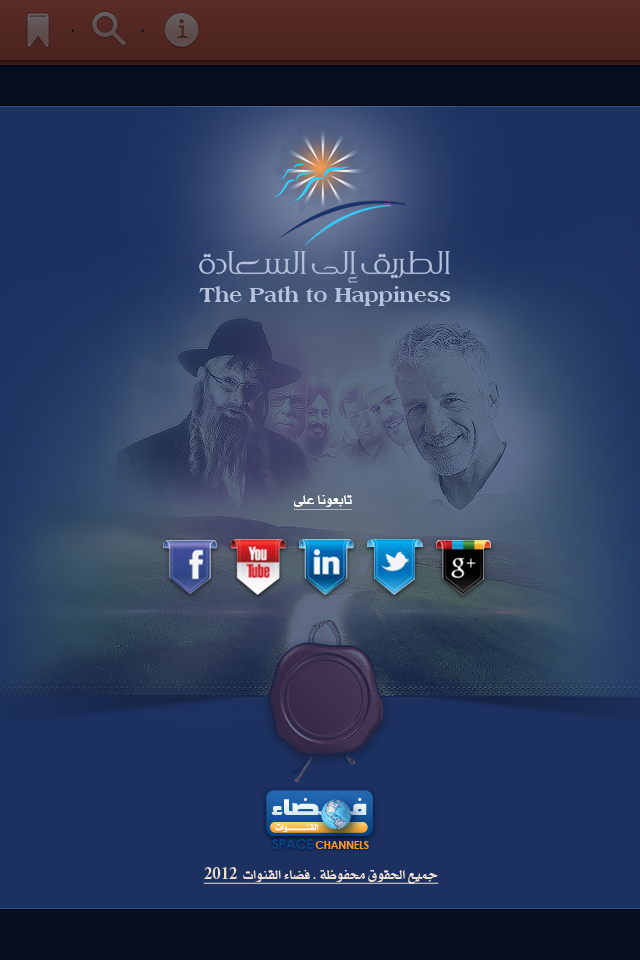 الطريق إلى السعادة
The Path to Happiness
تابعونا على
f
You
Tube
in
g+
فضاء
القنوات
SPACE CHANNELS
جميع الحقوق محفوظة . فضاء القنوات 2012